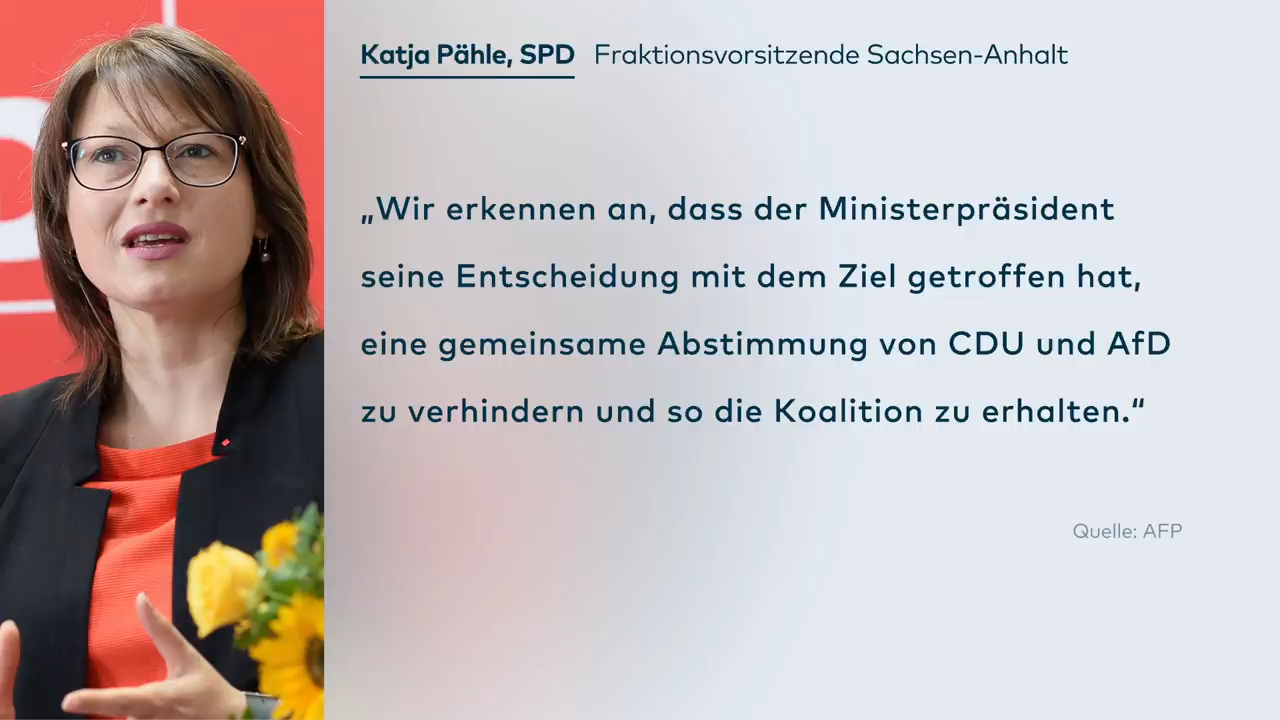 Katja Pähle, SPD Fraktionsvorsitzende Sachsen-Anhalt
„Wir erkennen an, dass der Ministerpräsident
seine Entscheidung mit dem Ziel getroffen hat,
eine gemeinsame Abstimmung von CDU und AfD
zu verhindern und so die Koalition zu erhalten.“
Quelle: AFP